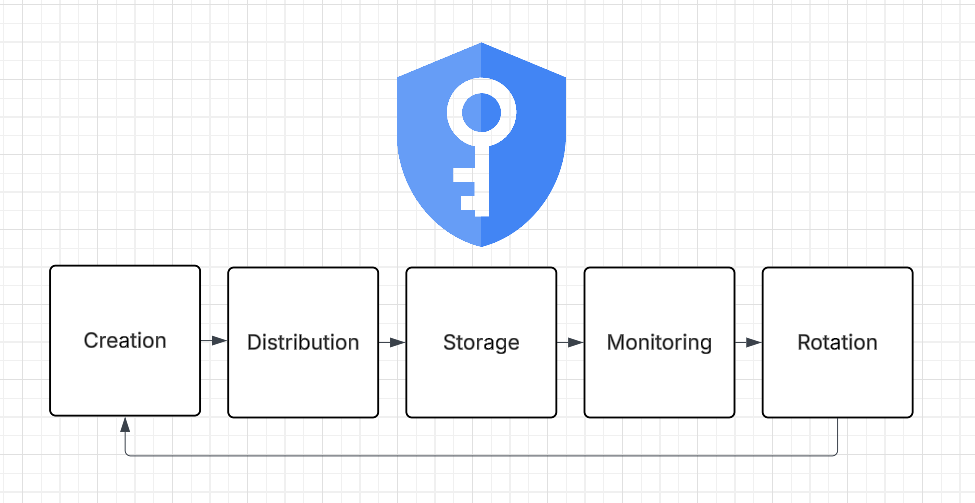 Creation
Distribution
Storage
Monitoring
Rotation